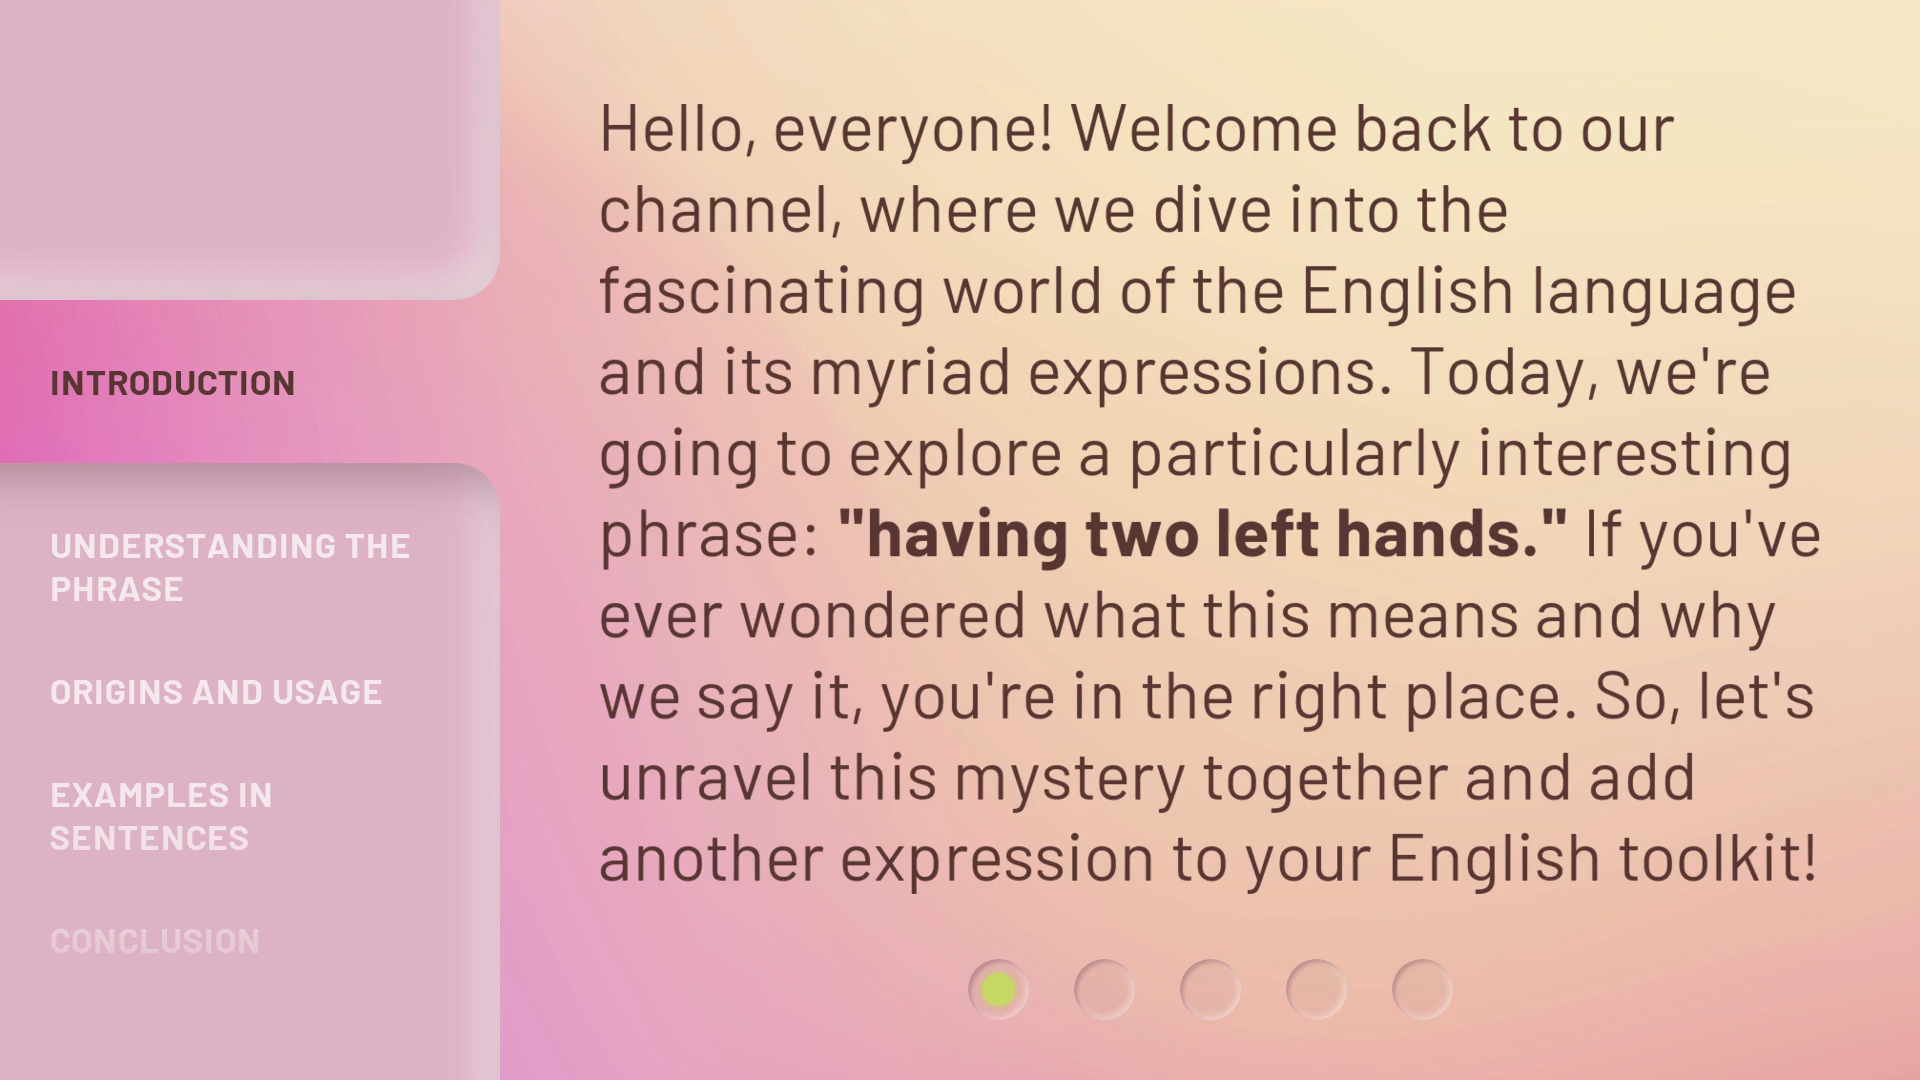 INTRODUCTION
UNDERSTANDING THE
PHRASE
ORIGINS AND USAGE
EXAMPLES IN
SENTENCES
CONCLUSION
Hello, everyone! Welcome back to our
channel, where we dive into the
fascinating world of the English language
and its myriad expressions. Today, we're
going to explore a particularly interesting
phrase: "having two left hands." If you've
ever wondered what this means and why
we say it, you're in the right place. So, let's
unravel this mystery together and add
another expression to your English toolkit!